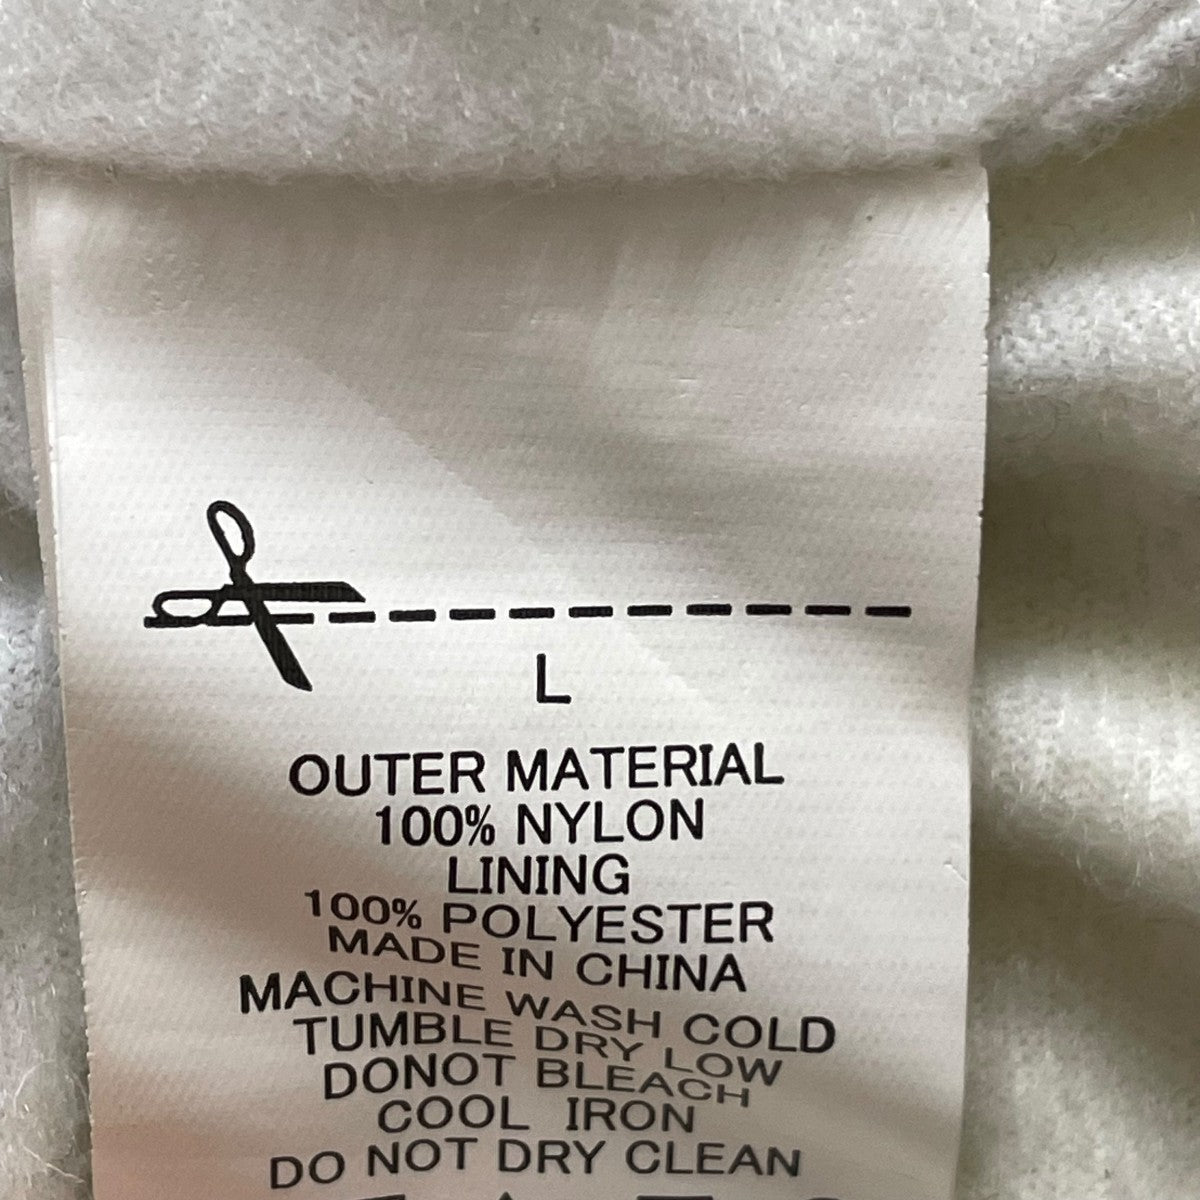 L
OUTER MATERIAL
100% NYLON
LINING
100% POLYESTER
MADE IN CHINA
MACHINE WASH COLD
TUMBLE DRY LOW
DONOT BLEACH
COOL IRON
DO NOT DRY CLEAN